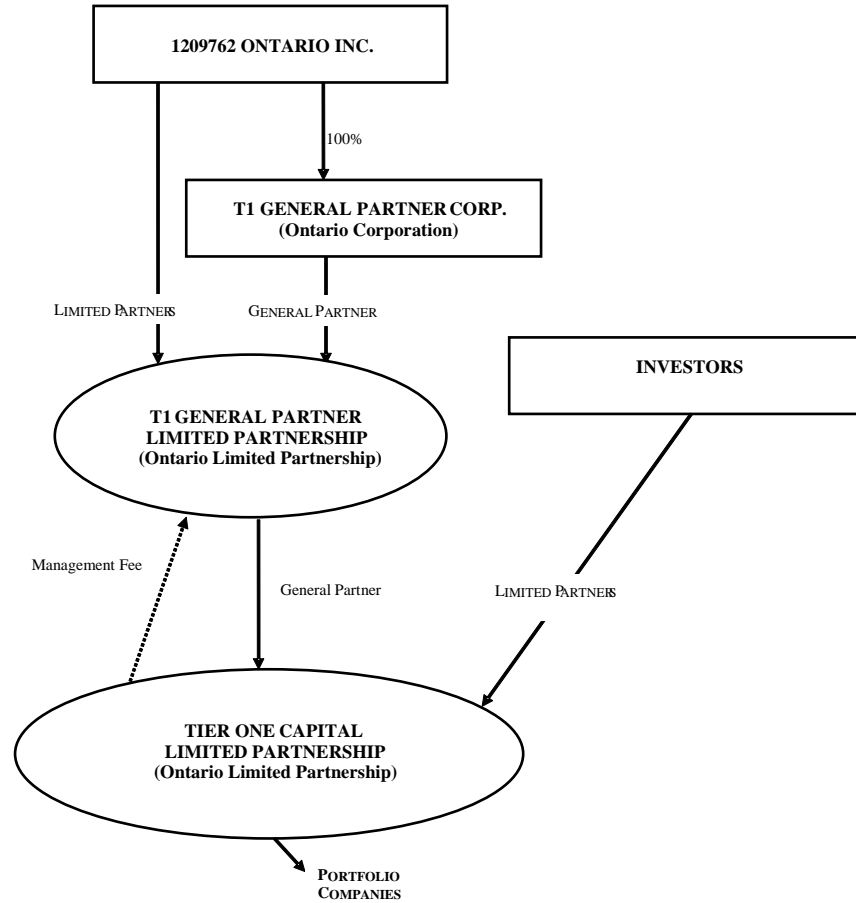 1209762 ONTARIO INC.
100%
T1 GENERAL PARTNER CORP.
(Ontario Corporation)
LIMITED PARTNERS
GENERAL PARTNER
INVESTORS
T1 GENERAL PARTNER
LIMITED PARTNERSHIP
(Ontario Limited Partnership)
Management Fee
General Partner
LIMITED PARTNERS
TIER ONE CAPITAL
LIMITED PARTNERSHIP
(Ontario Limited Partnership)
PORTFOLIO
COMPANIES